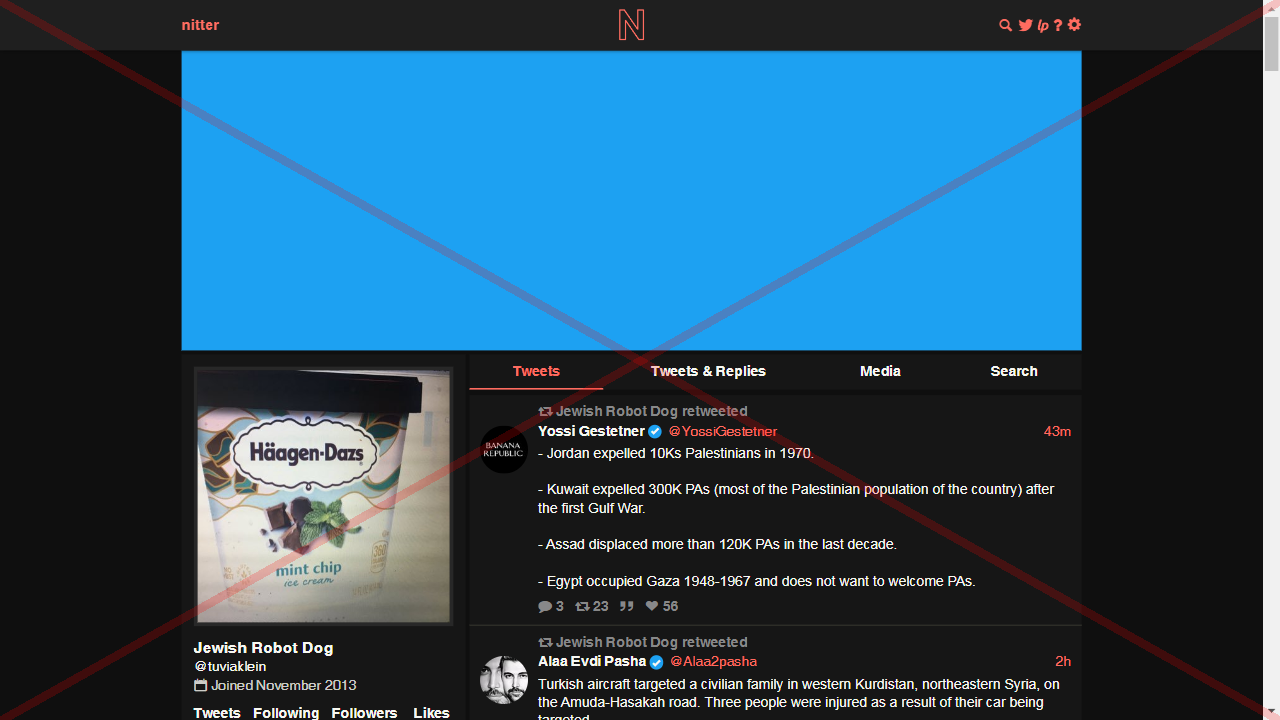 nitter
N
lp ?
Tweets Tweets & Replies Media Search
Häagen-Dazs
mint chip
ice cream
Jewish Robot Dog
@tuviaklein
Joined November 2013
Tweets Following Followers Likes
Jewish Robot Dog retweeted
BANANA
REPUBLIC
Yossi Gestetner @YossiGestetner 43m
- Jordan expelled 10Ks Palestinians in 1970.
- Kuwait expelled 300K PAs (most of the Palestinian population of the country) after
the first Gulf War.
- Assad displaced more than 120K PAs in the last decade.
- Egypt occupied Gaza 1948-1967 and does not want to welcome PAs.
3 23 56
Jewish Robot Dog retweeted
Alaa Evdi Pasha @Alaa2pasha 2h
Turkish aircraft targeted a civilian family in western Kurdistan, northeastern Syria, on
the Amuda-Hasakah road. Three people were injured as a result of their car being
targeted